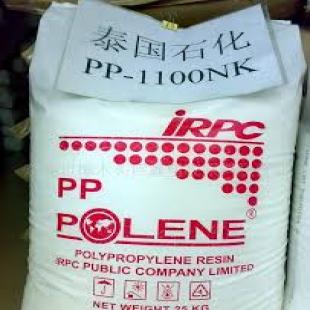 泰国石化
PP-1100NK
iRPC
PP
POLENE®
POLYPROPYLENE RESIN
IRPC PUBLIC COMPANY LIMITED
NET WEIGHT 25 KG